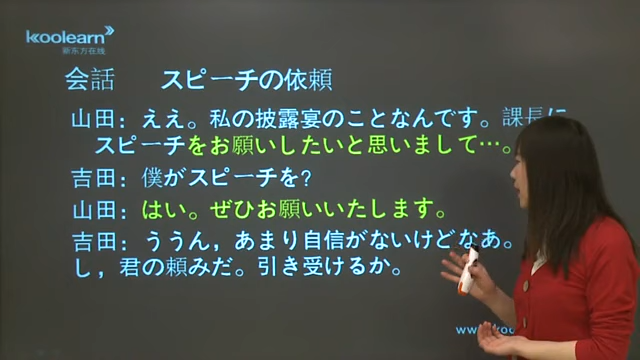 koolearn
新东方在线
会話 スピーチの依頼
山田：ええ。私の披露宴のことなんです。課長に
スピーチをお願いしたいと思いまして…。
吉田：僕がスピーチを?
山田：はい。ぜひお願いいたします。
吉田：ううん，あまり自信がないけどなあ。
し，君の頼みだ。引き受けるか。